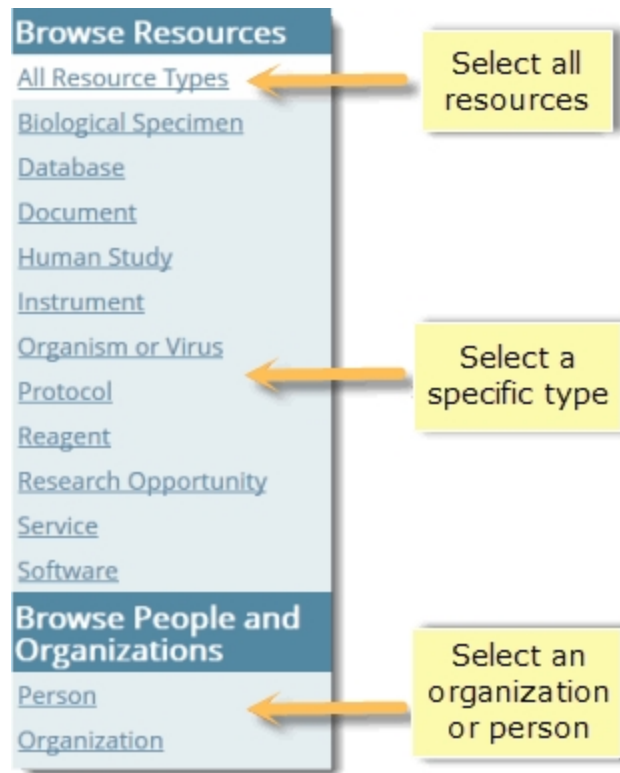 Browse Resources
All Resource Types
Biological Specimen
Database
Document
Human Study
Instrument
Organism or Virus
Protocol
Reagent
Research Opportunity
Service
Software
Browse People and
Organizations
Person
Organization
Select all
resources
Select a
specific type
Select an
organization
or person